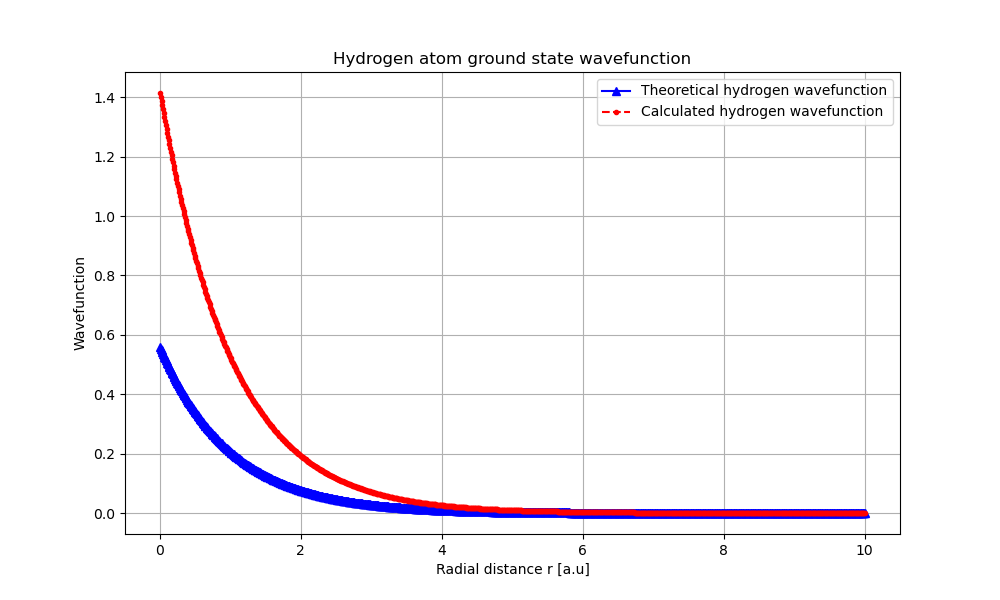 Hydrogen atom ground state wavefunction
Theoretical hydrogen wavefunction
Calculated hydrogen wavefunction
Wavefunction
1.4
1.2
1.0
0.8
0.6
0.4
0.2
0.0
0 2 4 6 8 10
Radial distance r [a.u]